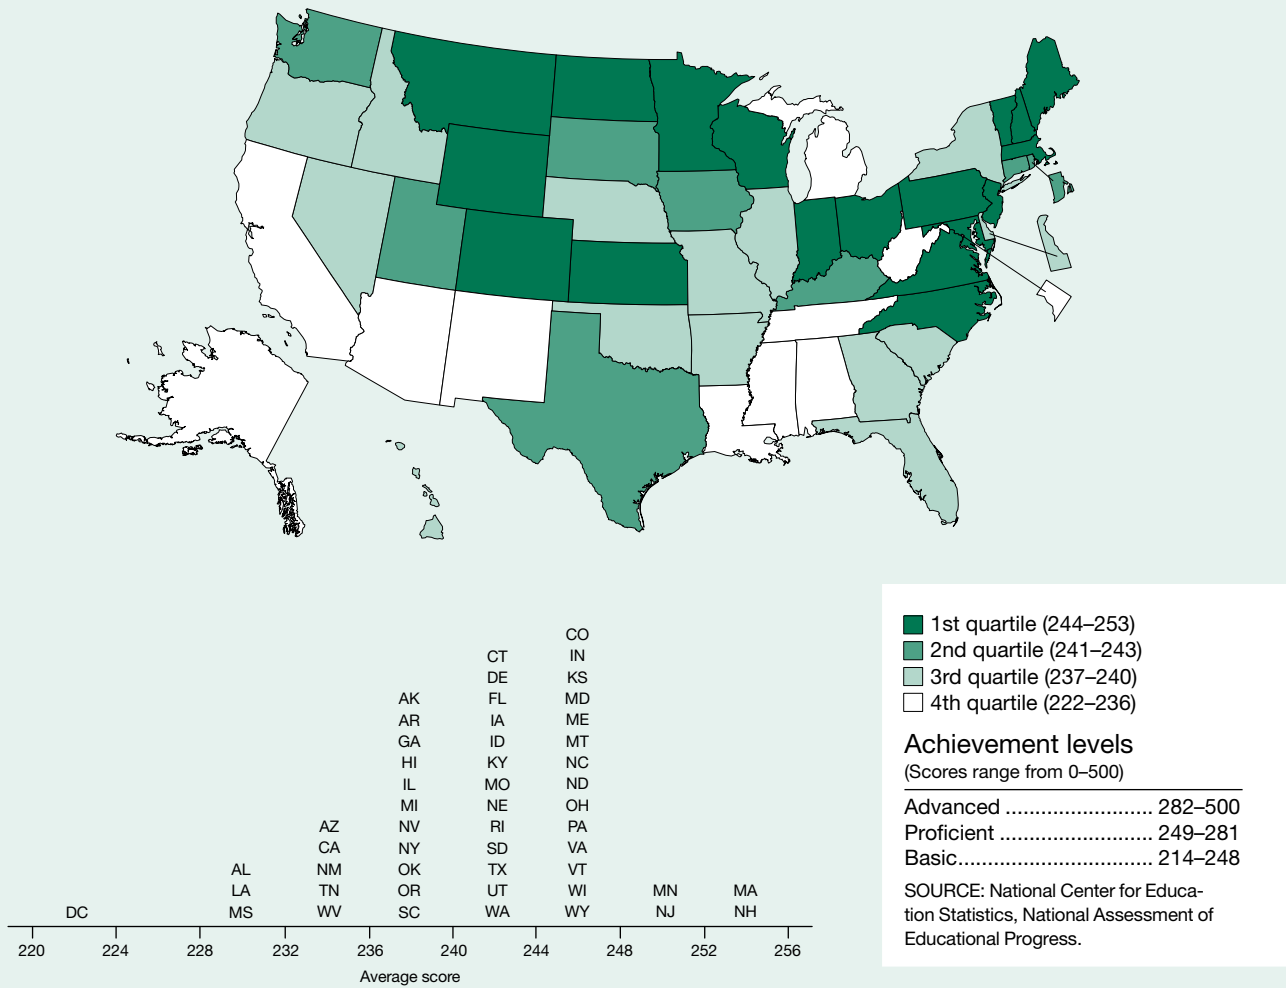 CO
CT IN
DE KS
AK FL MD
AR IA ME
GA ID MT
HI KY NC
IL MO ND
MI NE OH
AZ NV RI PA
CA NY SD VA
AL NM OK TX VT
LA TN OR UT WI MN MA
DC MS WV SC WA WY NJ NH
220 224 228 232 236 240 244 248 252 256
Average score
1st quartile (244–253)
2nd quartile (241–243)
3rd quartile (237–240)
4th quartile (222–236)
Achievement levels
(Scores range from 0–500)
Advanced ......................... 282–500
Proficient .......................... 249–281
Basic................................. 214–248
SOURCE: National Center for Educa-
tion Statistics, National Assessment of
Educational Progress.